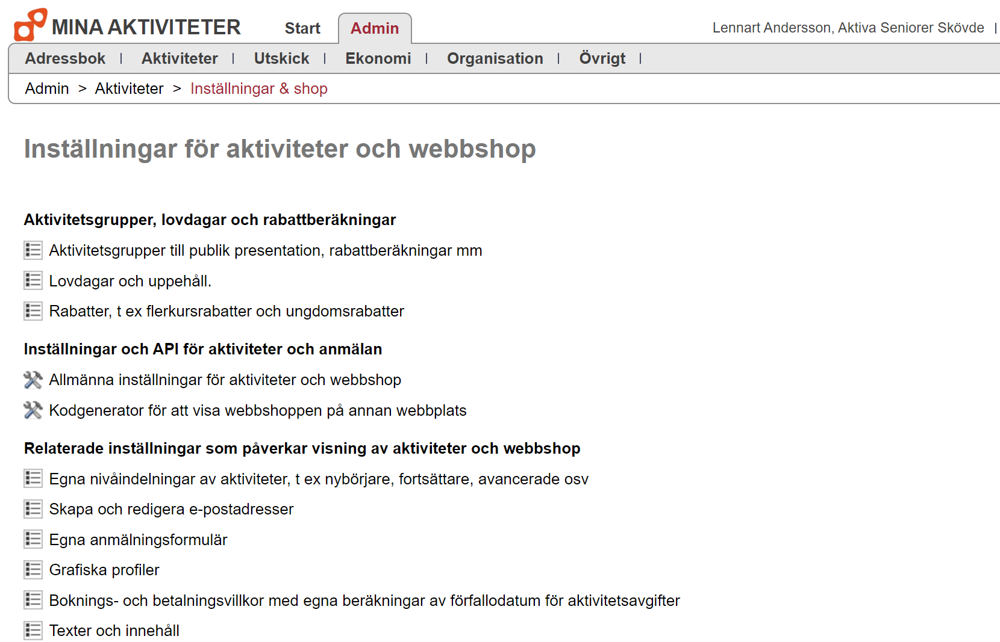 MINA AKTIVITETER Start Admin Lennart Andersson, Aktiva Seniorer Skövde |
Adressbok | Aktiviteter | Utskick | Ekonomi | Organisation | Övrigt |
Admin > Aktiviteter > Inställningar & shop
Inställningar för aktiviteter och webbshop
Aktivitetsgrupper, lovdagar och rabattberäkningar
Aktivitetsgrupper till publik presentation, rabattberäkningar mm
Lovdagar och uppehåll.
Rabatter, t ex flerkursrabatter och ungdomsrabatter
Inställningar och API för aktiviteter och anmälan
Allmänna inställningar för aktiviteter och webbshop
Kodgenerator för att visa webbshoppen på annan webbplats
Relaterade inställningar som påverkar visning av aktiviteter och webbshop
Egna nivåindelningar av aktiviteter, t ex nybörjare, fortsättare, avancerade osv
Skapa och redigera e-postadresser
Egna anmälningsformulär
Grafiska profiler
Boknings- och betalningsvillkor med egna beräkningar av förfallodatum för aktivitetsavgifter
Texter och innehåll